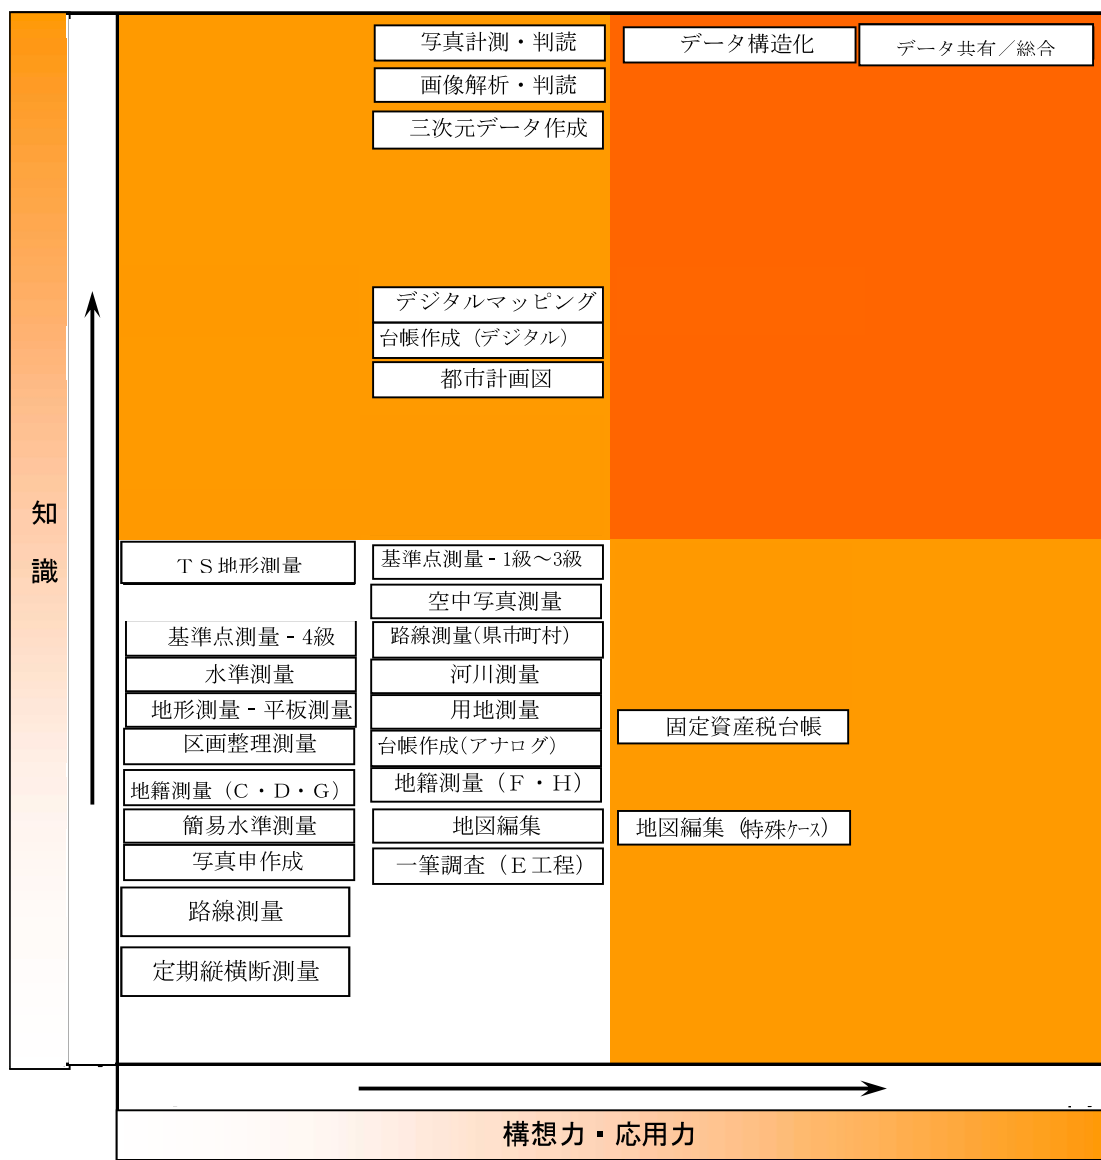 写真計測・判読
データ構造化
データ共有／総合
画像解析・判読
三次元データ作成
デジタルマッピング
台帳作成（デジタル）
都市計画図
知
識
ＴＳ地形測量
基準点測量‐1級～3級
空中写真測量
基準点測量‐4級
路線測量(県市町村)
水準測量
河川測量
地形測量‐平板測量
用地測量
固定資産税台帳
区画整理測量
台帳作成(アナログ)
地籍測量（Ｃ・Ｄ・Ｇ）
地籍測量（Ｆ・Ｈ）
簡易水準測量
地図編集
地図編集（特殊ｹｰｽ)
写真申作成
一筆調査（Ｅ工程）
路線測量
定期縦横断測量
構想力・応用力